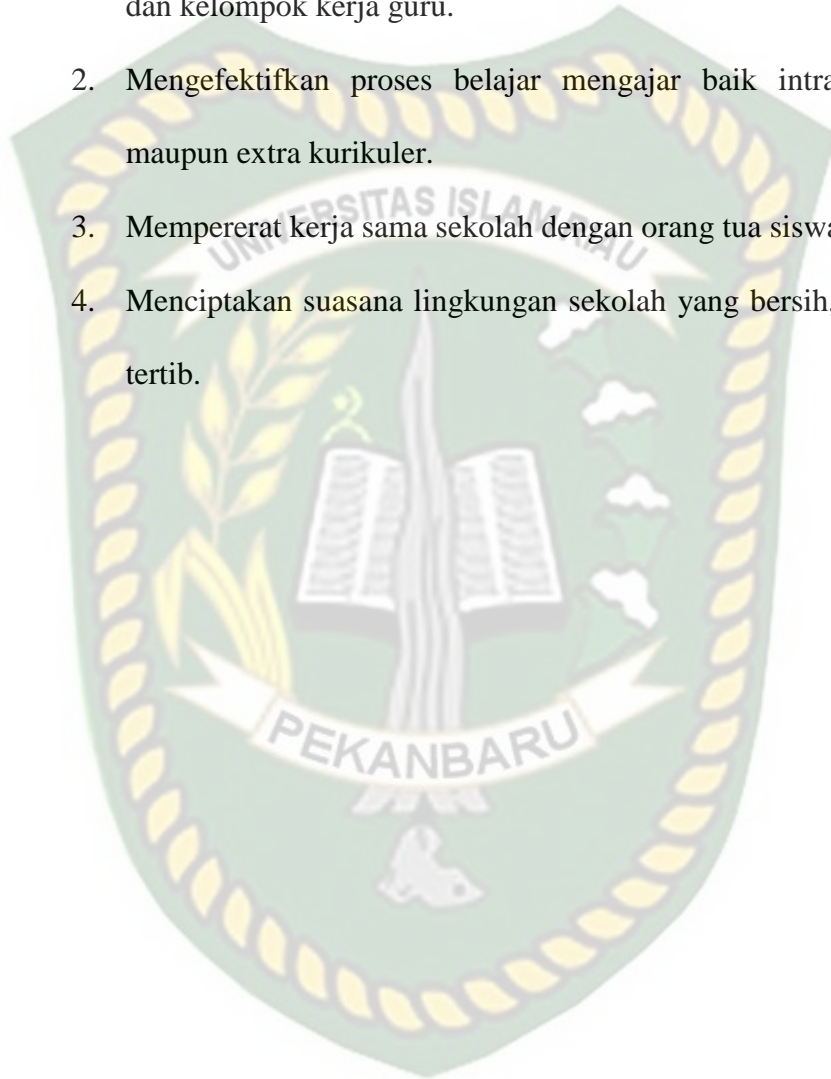 dan kelompok kerja guru.
2. Mengefektifkan proses belajar mengajar baik intra
maupun extra kurikuler.
3. Mempererat kerja sama sekolah dengan orang tua siswa
4. Menciptakan suasana lingkungan sekolah yang bersih,
tertib.
UNIVERSITAS ISLAM RIAU
PEKANBARU